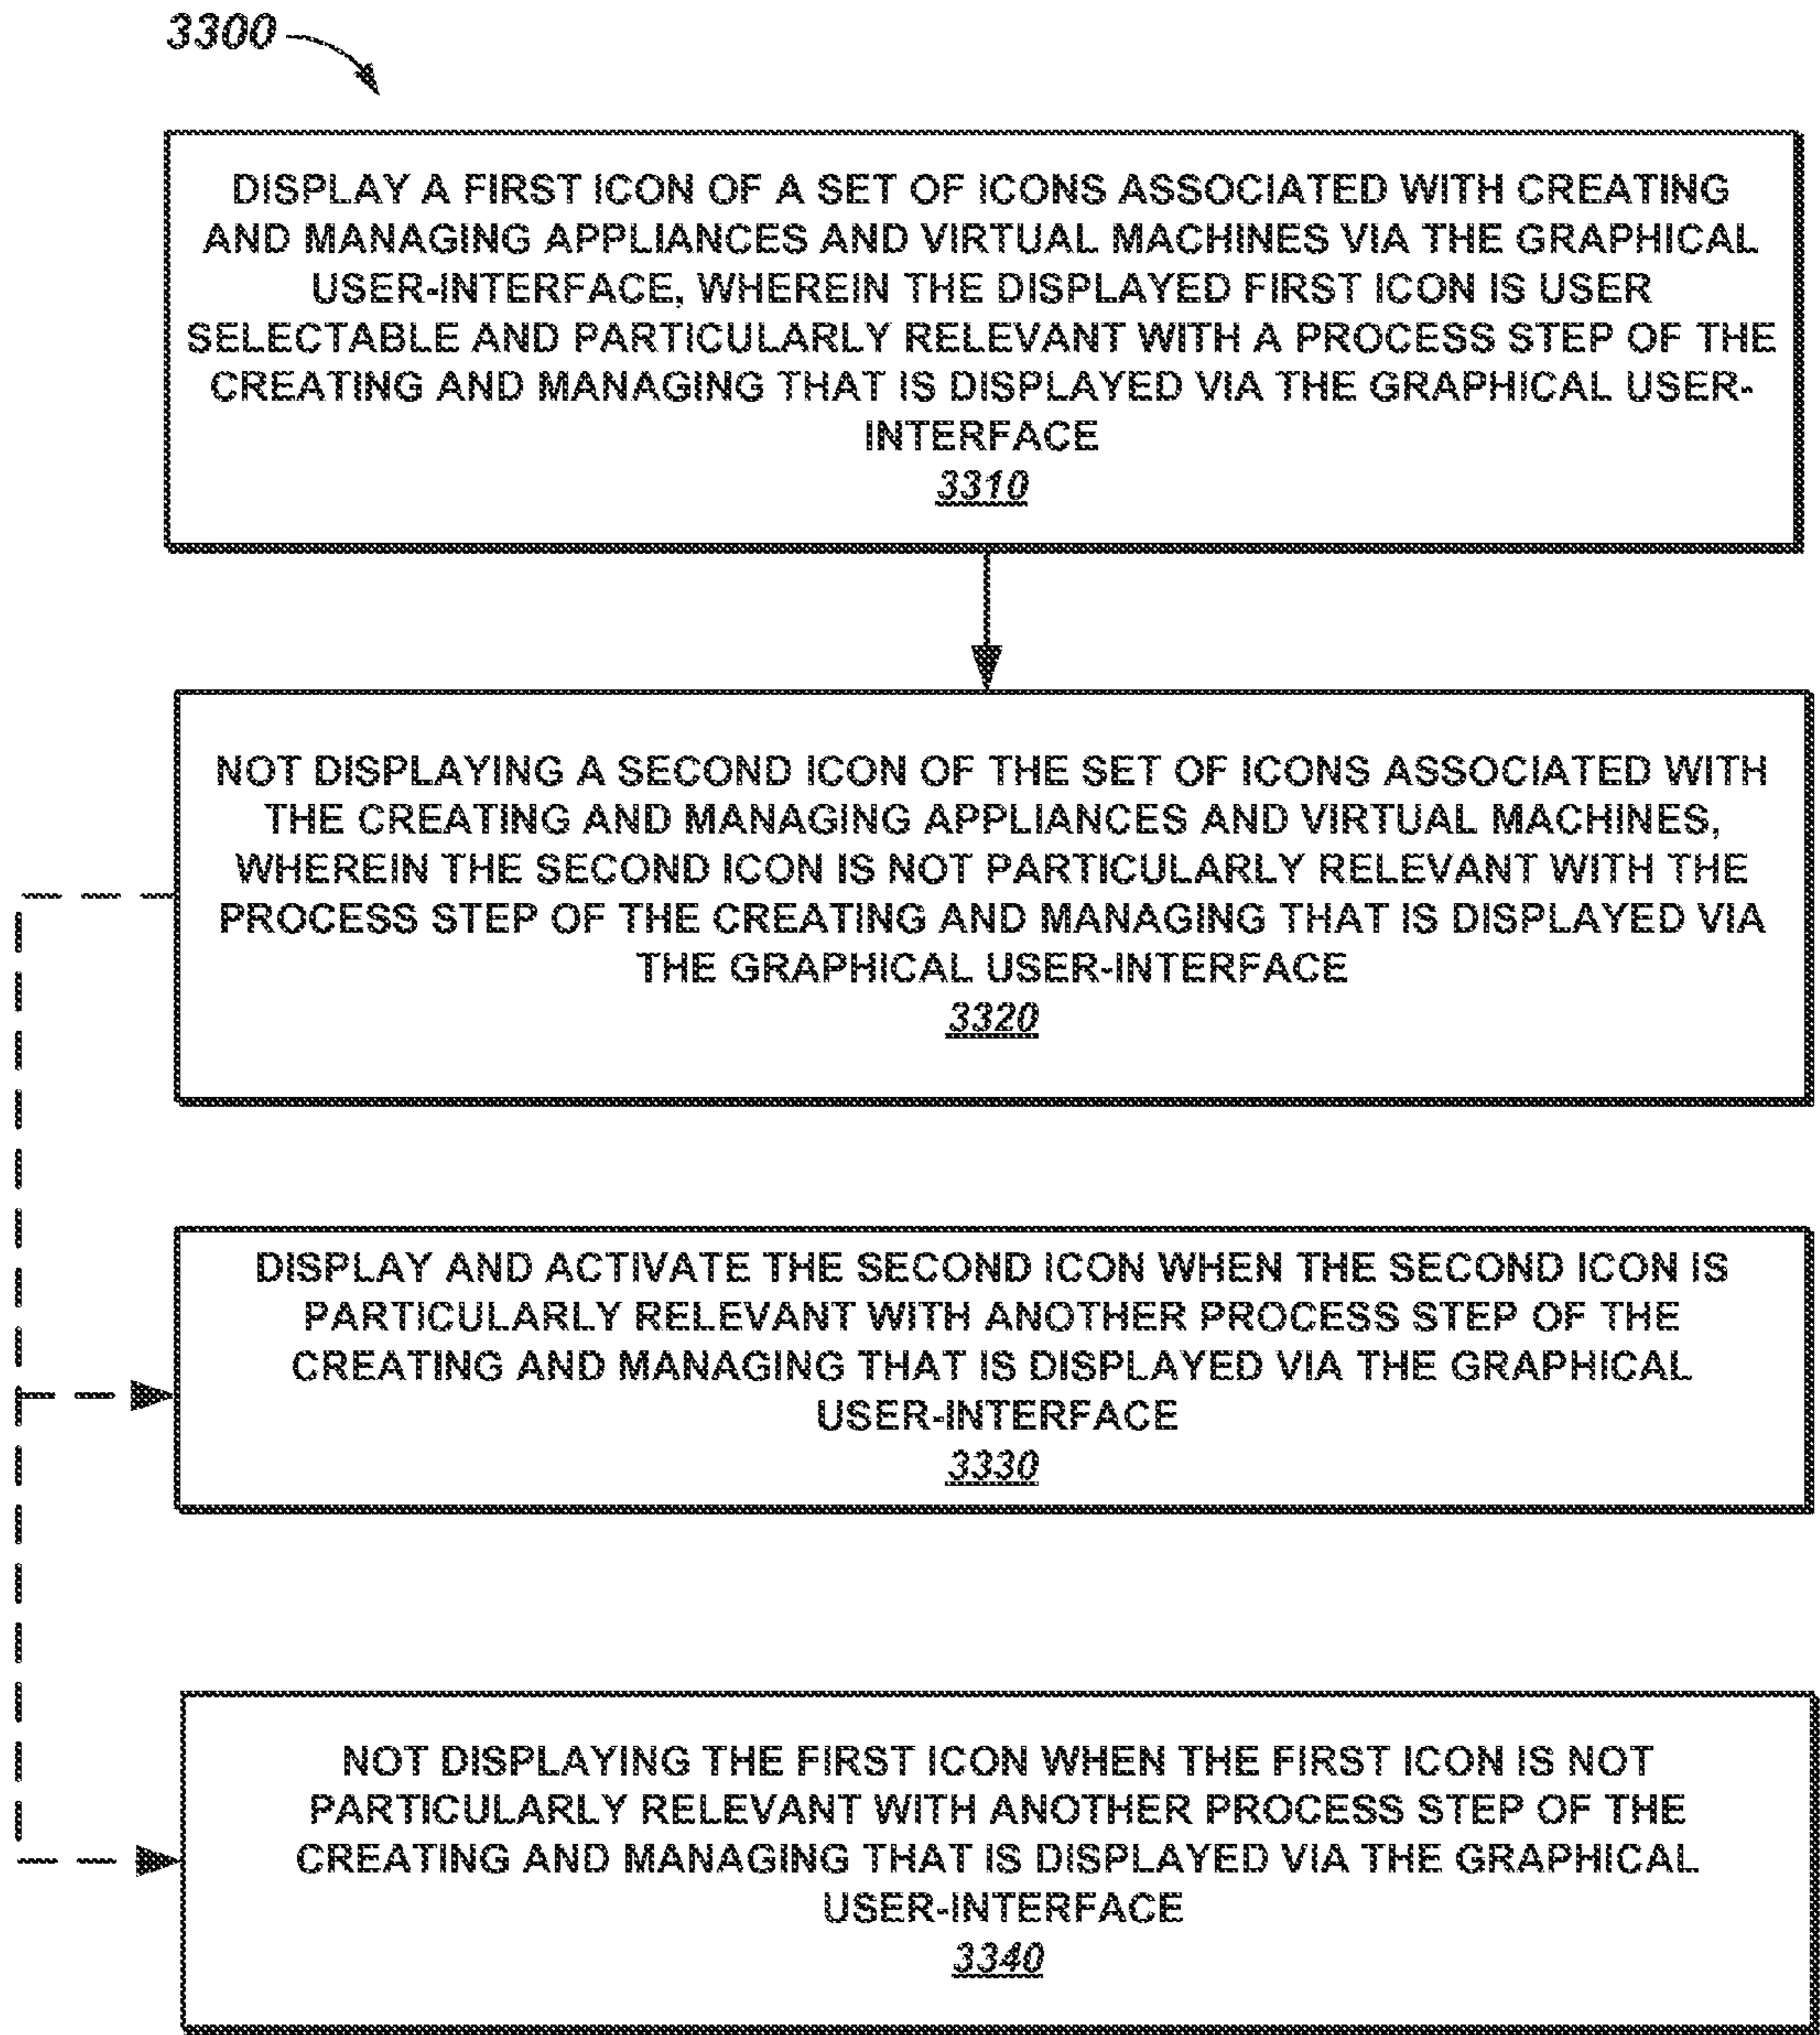 3300
DISPLAY A FIRST ICON OF A SET OF ICONS ASSOCIATED WITH CREATING
AND MANAGING APPLIANCES AND VIRTUAL MACHINES VIA THE GRAPHICAL
USER-INTERFACE, WHEREIN THE DISPLAYED FIRST ICON IS USER
SELECTABLE AND PARTICULARLY RELEVANT WITH A PROCESS STEP OF THE
CREATING AND MANAGING THAT IS DISPLAYED VIA THE GRAPHICAL USER-
INTERFACE
3310
NOT DISPLAYING A SECOND ICON OF THE SET OF ICONS ASSOCIATED WITH
THE CREATING AND MANAGING APPLIANCES AND VIRTUAL MACHINES,
WHEREIN THE SECOND ICON IS NOT PARTICULARLY RELEVANT WITH THE
PROCESS STEP OF THE CREATING AND MANAGING THAT IS DISPLAYED VIA
THE GRAPHICAL USER-INTERFACE
3320
DISPLAY AND ACTIVATE THE SECOND ICON WHEN THE SECOND ICON IS
PARTICULARLY RELEVANT WITH ANOTHER PROCESS STEP OF THE
CREATING AND MANAGING THAT IS DISPLAYED VIA THE GRAPHICAL
USER-INTERFACE
3330
NOT DISPLAYING THE FIRST ICON WHEN THE FIRST ICON IS NOT
PARTICULARLY RELEVANT WITH ANOTHER PROCESS STEP OF THE
CREATING AND MANAGING THAT IS DISPLAYED VIA THE GRAPHICAL
USER-INTERFACE
3340